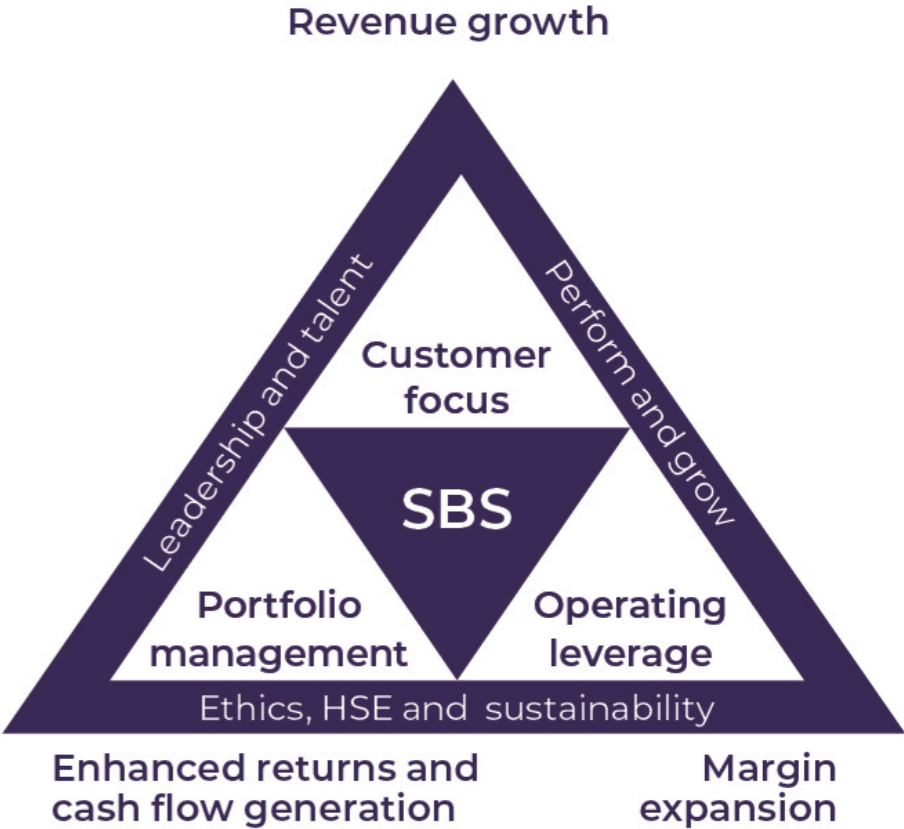 Revenue growth
Leadership and talent
Perform and grow
Customer
focus
SBS
Portfolio
management
Operating
leverage
Ethics, HSE and sustainability
Enhanced returns and
cash flow generation
Margin
expansion